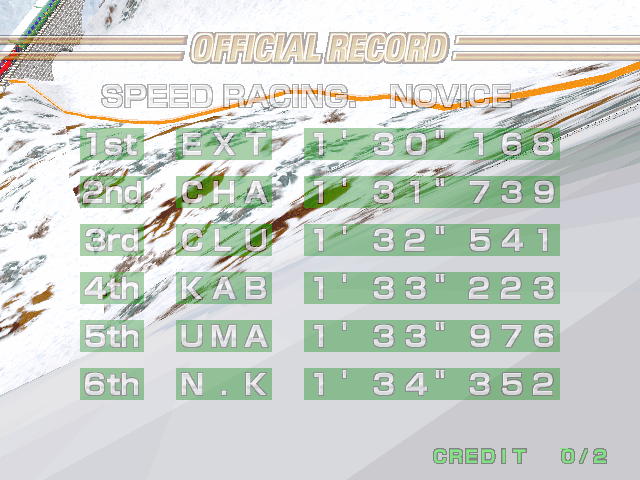 OFFICIAL RECORD
SPEED RACING. NOVICE
1st EXT 1' 30" 168
2nd CHA 1' 31" 739
3rd CLU 1' 32" 541
4th KAB 1' 33" 223
5th UMA 1' 33" 976
6th N.K 1' 34" 352
CREDIT 0/2